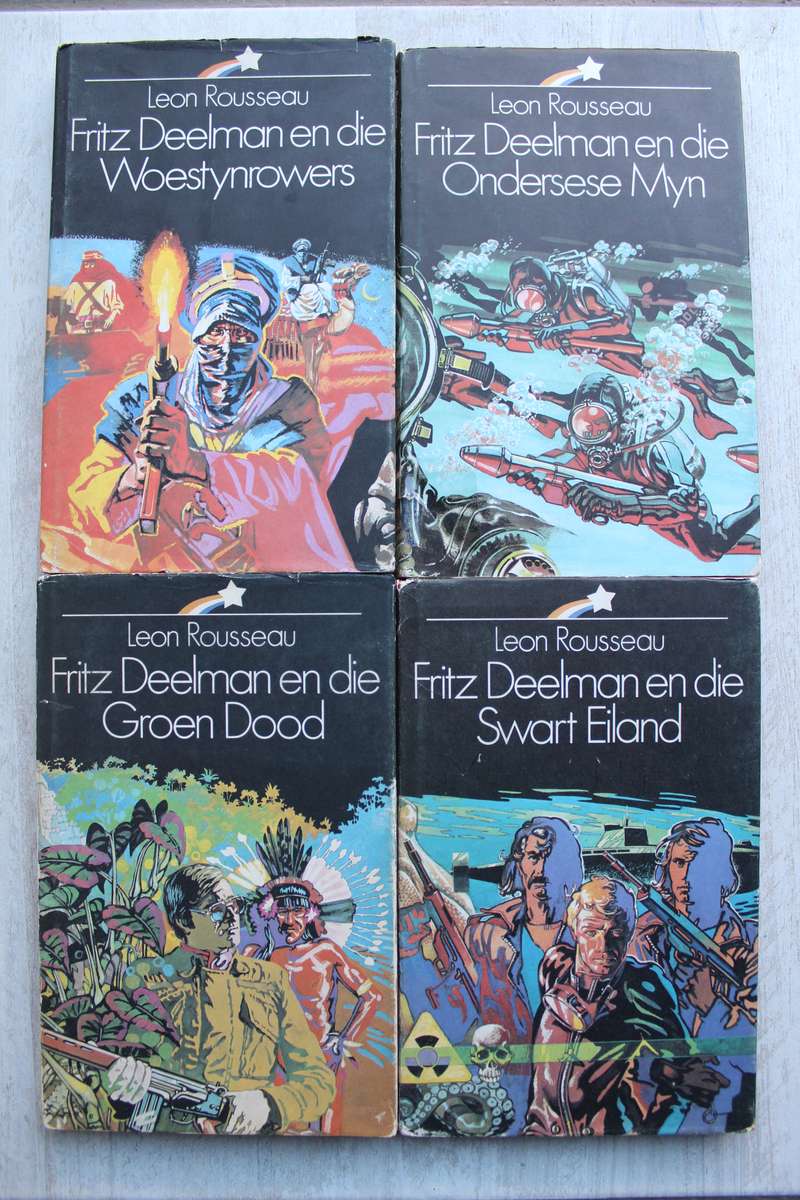 Leon Rousseau
Fritz Deelman en die
Woestynrowers
Leon Rousseau
Fritz Deelman en die
Ondersese Myn
Leon Rousseau
Fritz Deelman en die
Groen Dood
Leon Rousseau
Fritz Deelman en die
Swart Eiland